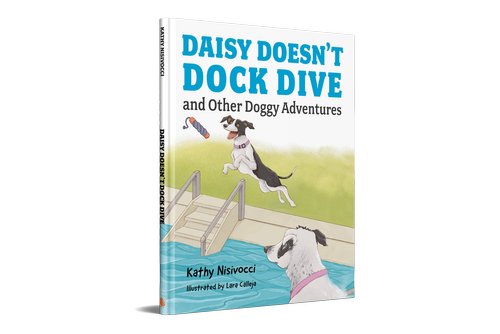 DAISY DOESN'T
DOCK DIVE
and Other Doggy Adventures
Kathy Nisivocci
Illustrated by Lara Calleja
KATHY NISIVOCCI
DAISY DOESN'T DOCK DIVE